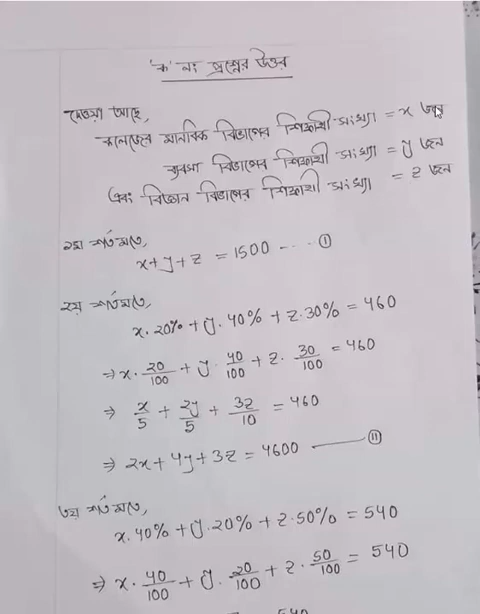 'ক' নং প্রশ্নের উত্তর
দেওয়া আছে,
কলেজের মানবিক বিভাগের শিক্ষার্থী সংখ্যা = x জন
ব্যবসা বিভাগের শিক্ষার্থী সংখ্যা = y জন
এবং বিজ্ঞান বিভাগের শিক্ষার্থী সংখ্যা = z জন
১ম শর্তমতে,
x+y+z = 1500 --- (i)
২য় শর্তমতে,
x.20% + y.40% + z.30% = 460
⇒ x. 20/100 + y. 40/100 + z. 30/100 = 460
⇒ x/5 + 2y/5 + 3z/10 = 460
⇒ 2x + 4y + 3z = 4600 —— (ii)
৩য় শর্তমতে,
x.40% + y.20% + z.50% = 540
⇒ x. 40/100 + y. 20/100 + z. 50/100 = 540
540